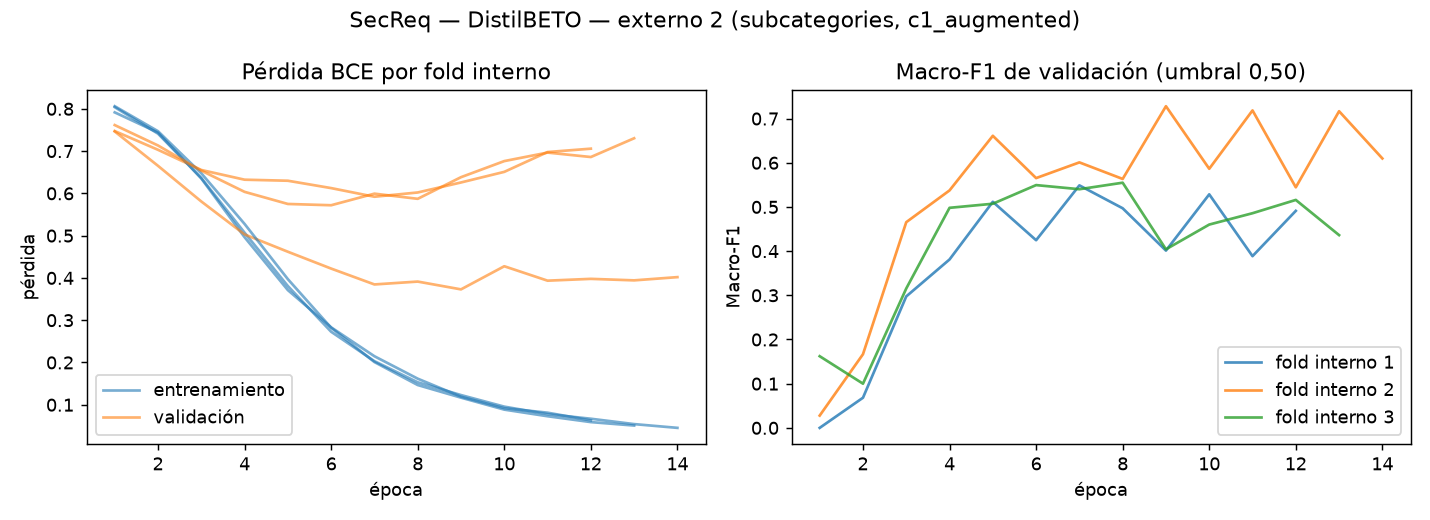 SecReq — DistilBETO — externo 2 (subcategories, c1_augmented)
Pérdida BCE por fold interno
pérdida
0.8
0.7
0.6
0.5
0.4
0.3
0.2
0.1
entrenamiento
validación
2 4 6 8 10 12 14
época
Macro-F1 de validación (umbral 0,50)
Macro-F1
0.7
0.6
0.5
0.4
0.3
0.2
0.1
0.0
fold interno 1
fold interno 2
fold interno 3
2 4 6 8 10 12 14
época